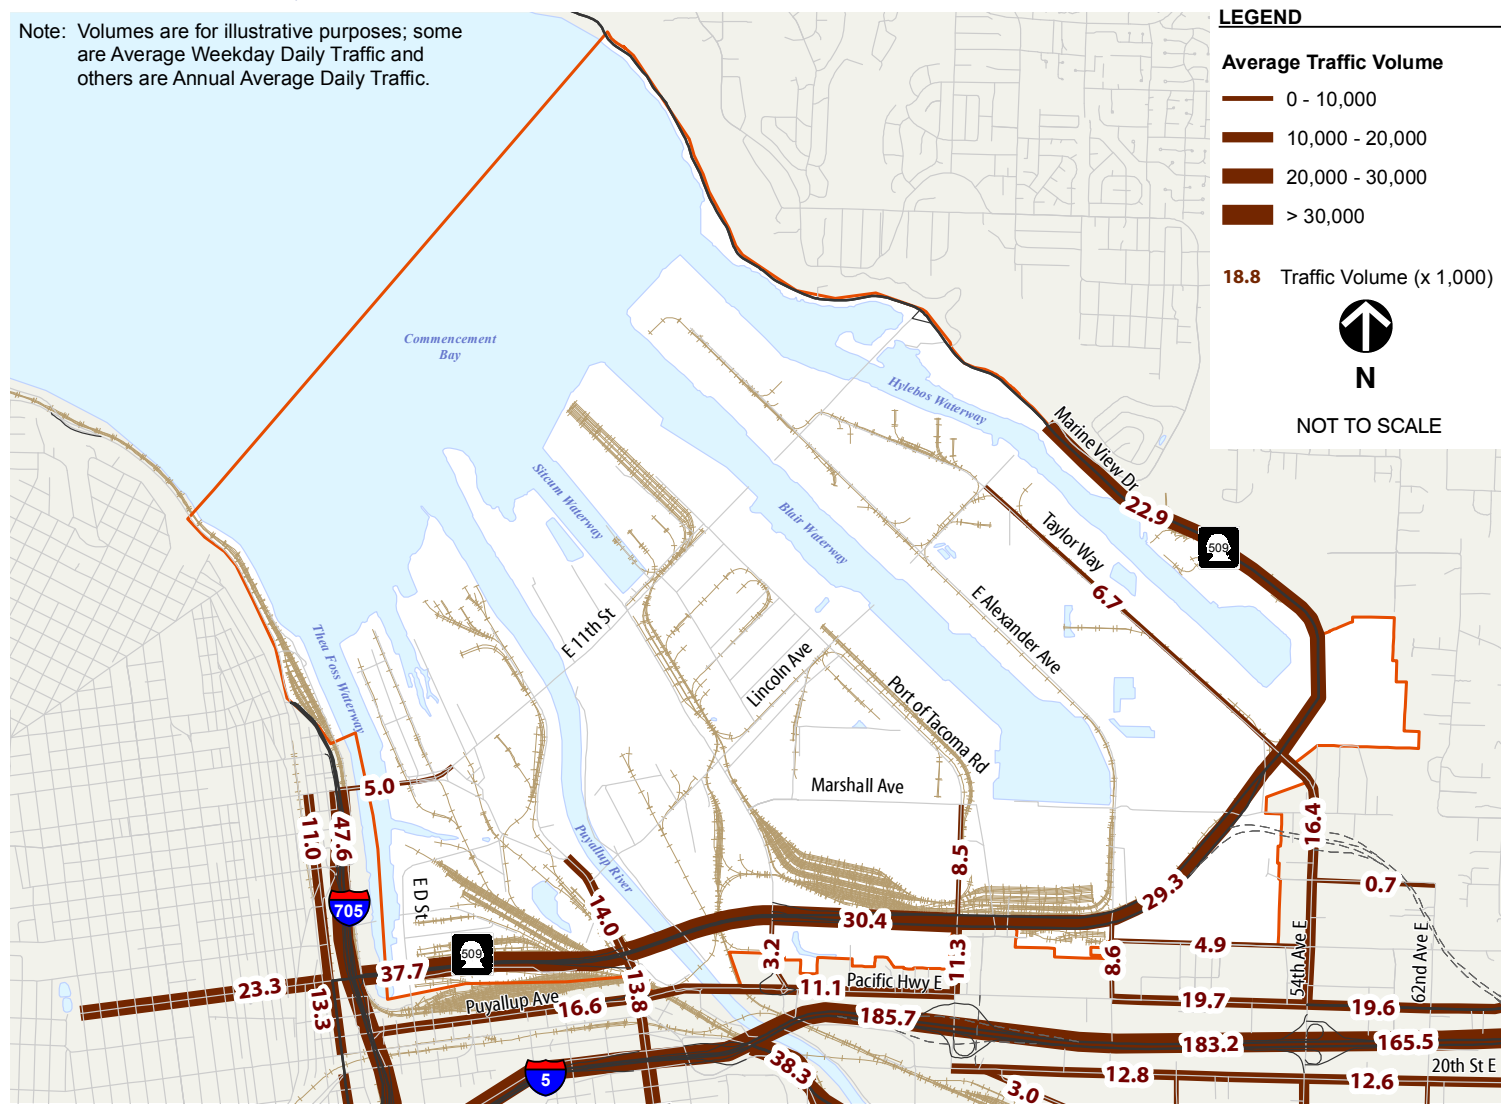 Note: Volumes are for illustrative purposes; some
are Average Weekday Daily Traffic and
others are Annual Average Daily Traffic.
LEGEND
Average Traffic Volume
0 - 10,000
10,000 - 20,000
20,000 - 30,000
> 30,000
18.8 Traffic Volume (x 1,000)
N
NOT TO SCALE
Commencement
Bay
Hylebos Waterway
Marine View Dr
22.9
509
Sitcum Waterway
Blair Waterway
Taylor Way
6.7
E Alexander Ave
E 11th St
Thea Foss Waterway
Lincoln Ave
Port of Tacoma Rd
Marshall Ave
5.0
11.0
47.6
705
E D St
Puyallup River
14.0
8.5
16.4
0.7
29.3
30.4
509
37.7
23.3
13.3
Puyallup Ave
16.6
13.8
3.2
11.1
Pacific Hwy E
11.3
8.6
4.9
54th Ave E
62nd Ave E
19.7
19.6
185.7
183.2
165.5
20th St E
5
38.3
12.8
12.6
3.0